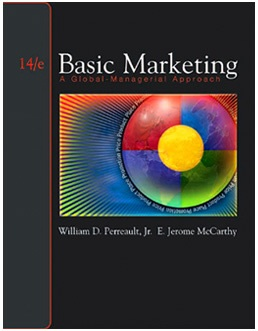 14/e Basic Marketing
A Global-Managerial Approach
William D. Perreault, Jr. E. Jerome McCarthy